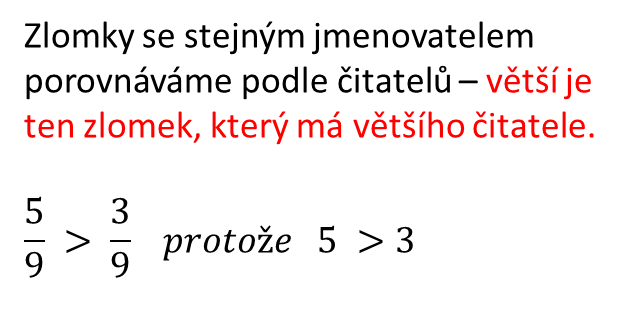 Zlomky se stejným jmenovatelem
porovnáváme podle čitatelů – větší je
ten zlomek, který má většího čitatele.
5/9 > 3/9 protože 5 > 3